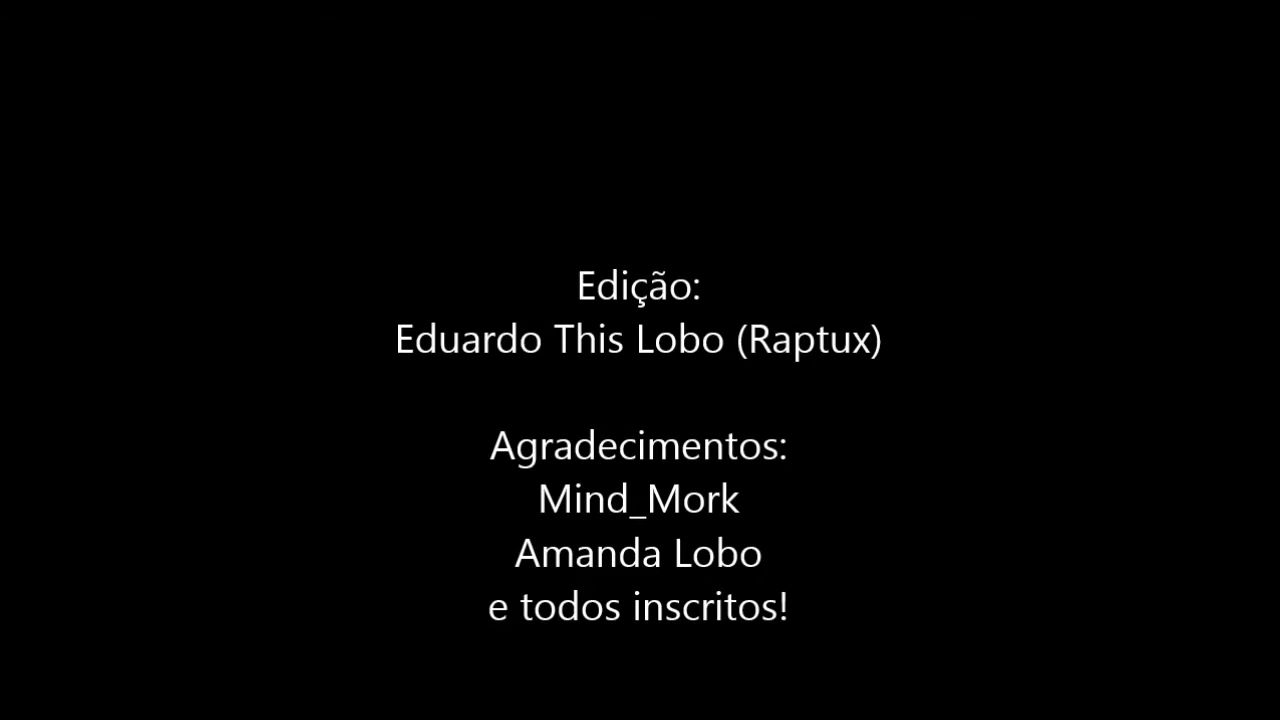 Edição:
Eduardo This Lobo (Raptux)
Agradecimentos:
Mind_Mork
Amanda Lobo
e todos inscritos!